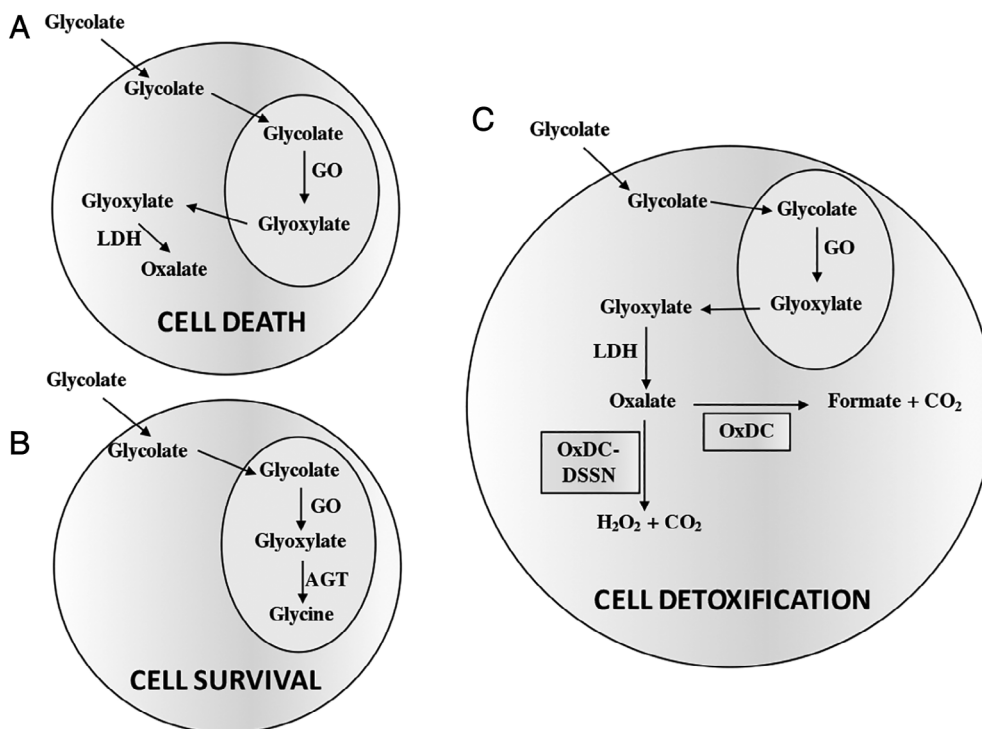 A
Glycolate
Glycolate
Glycolate
GO
Glyoxylate
Glyoxylate
LDH
Oxalate
CELL DEATH
B
Glycolate
Glycolate
Glycolate
GO
Glyoxylate
AGT
Glycine
CELL SURVIVAL
C
Glycolate
Glycolate
Glycolate
GO
Glyoxylate
Glyoxylate
LDH
Oxalate
Formate + CO₂
OxDC
OxDC-
DSSN
H₂O₂ + CO₂
CELL DETOXIFICATION